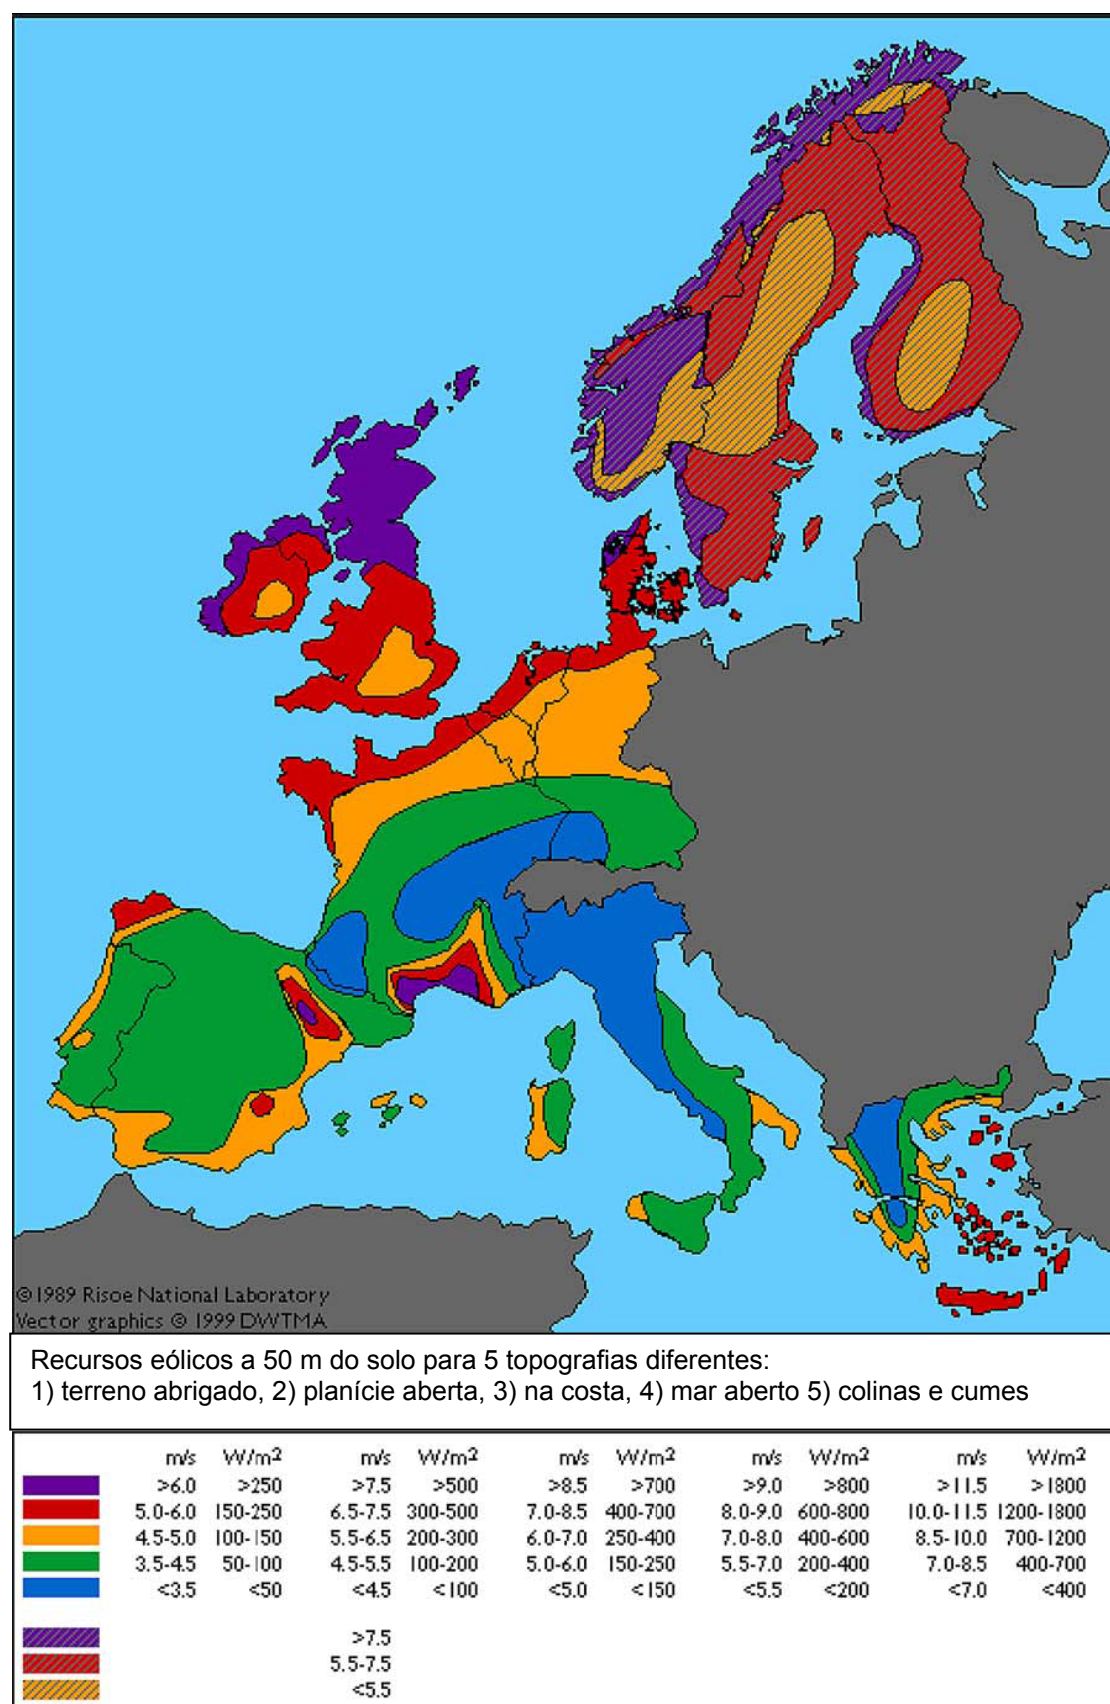 ©1989 Risoe National Laboratory
Vector graphics © 1999 DWTMA
Recursos eólicos a 50 m do solo para 5 topografias diferentes:
1) terreno abrigado, 2) planície aberta, 3) na costa, 4) mar aberto 5) colinas e cumes
m/s W/m² m/s W/m² m/s W/m² m/s W/m² m/s W/m²
>6.0 >250 >7.5 >500 >8.5 >700 >9.0 >800 >11.5 >1800
5.0-6.0 150-250 6.5-7.5 300-500 7.0-8.5 400-700 8.0-9.0 600-800 10.0-11.5 1200-1800
4.5-5.0 100-150 5.5-6.5 200-300 6.0-7.0 250-400 7.0-8.0 400-600 8.5-10.0 700-1200
3.5-4.5 50-100 4.5-5.5 100-200 5.0-6.0 150-250 5.5-7.0 200-400 7.0-8.5 400-700
<3.5 <50 <4.5 <100 <5.0 <150 <5.5 <200 <7.0 <400
>7.5
5.5-7.5
<5.5